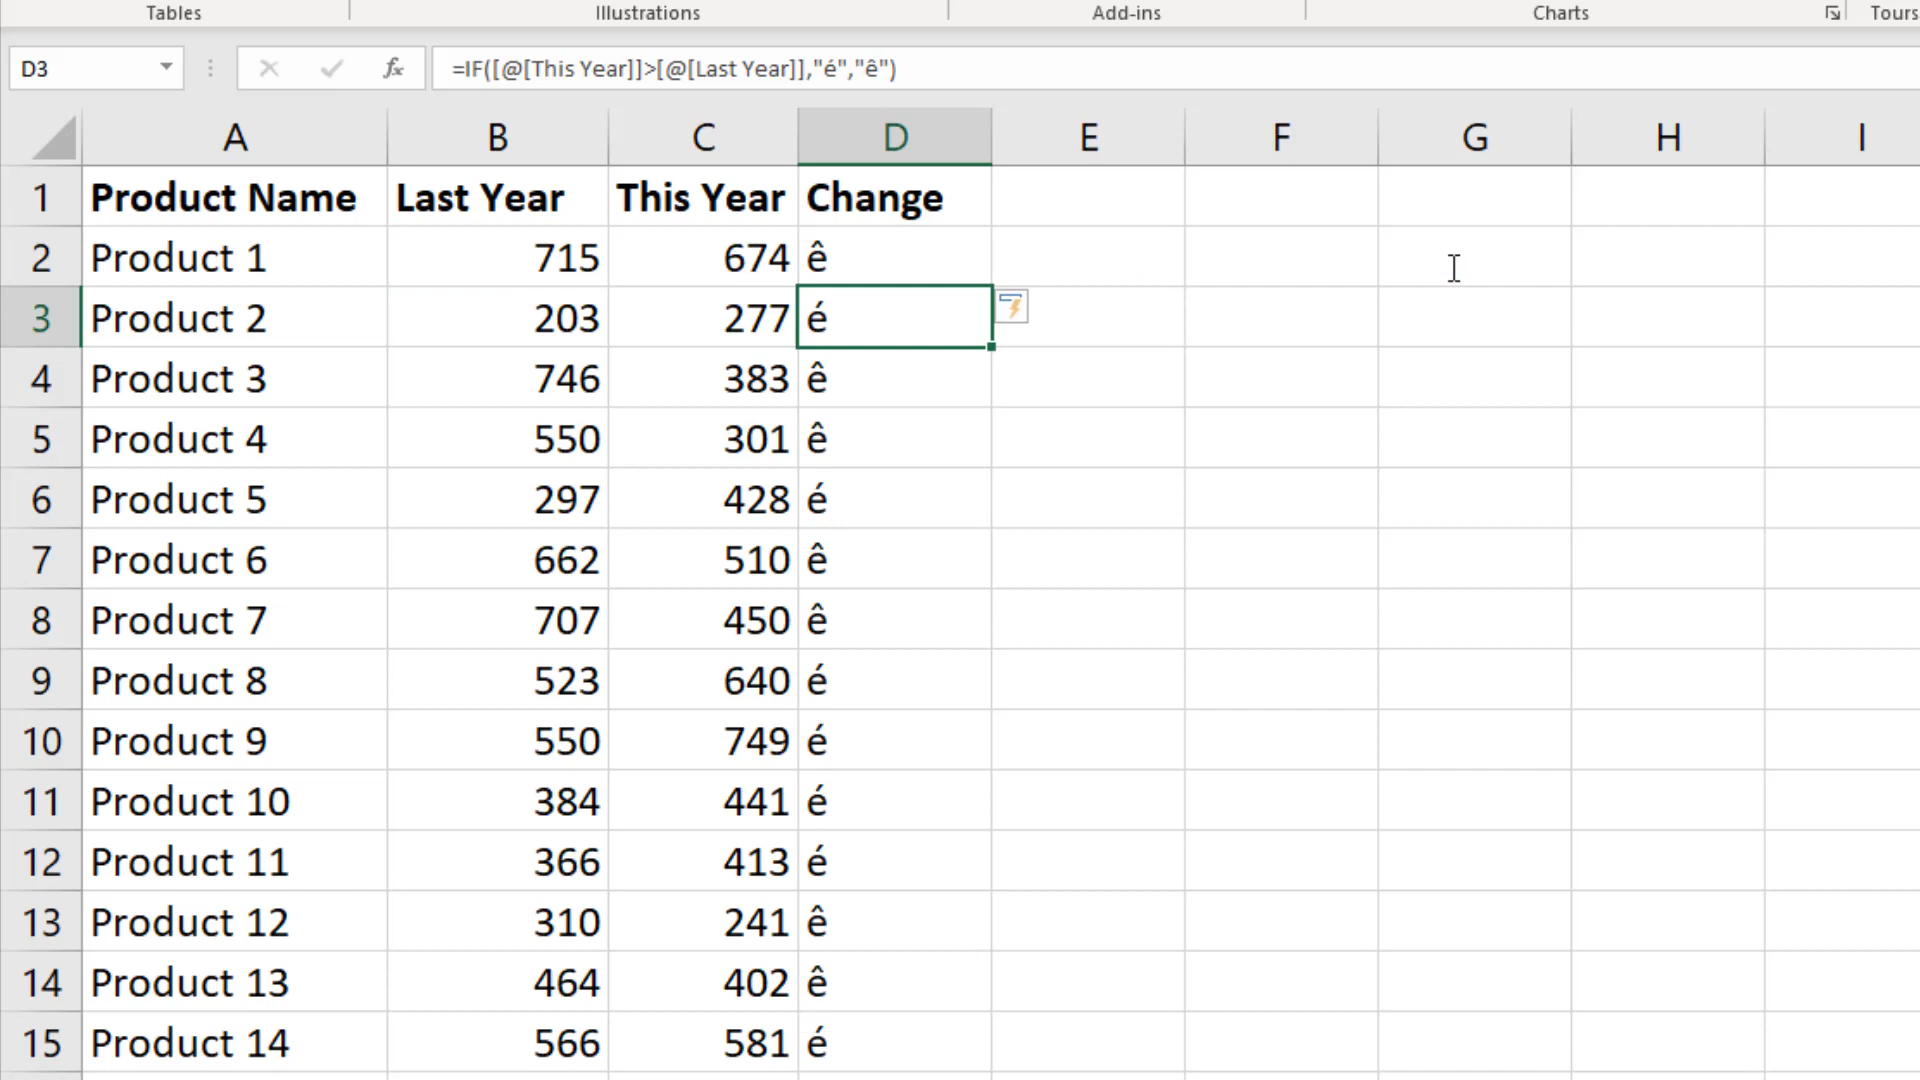 Tables Illustrations Add-ins Charts Tours
D3 fx =IF([@[This Year]]>[@[Last Year]],"é","ê")
A B C D E F G H I
1 Product Name Last Year This Year Change
2 Product 1 715 674 ê
3 Product 2 203 277 é
4 Product 3 746 383 ê
5 Product 4 550 301 ê
6 Product 5 297 428 é
7 Product 6 662 510 ê
8 Product 7 707 450 ê
9 Product 8 523 640 é
10 Product 9 550 749 é
11 Product 10 384 441 é
12 Product 11 366 413 é
13 Product 12 310 241 ê
14 Product 13 464 402 ê
15 Product 14 566 581 é